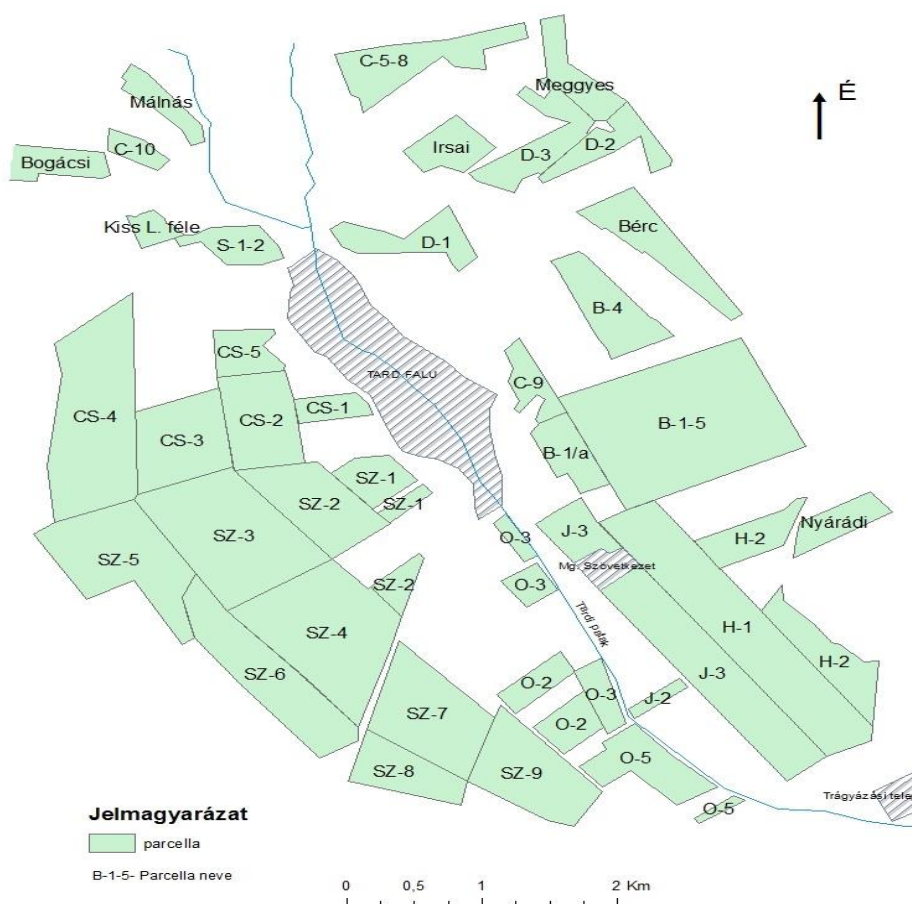 C-5-8
Málnás
Meggyes
É
C-10
Irsai
D-2
D-3
Bogácsi
Kiss L. féle
S-1-2
D-1
Bérc
B-4
CS-5
TARD FALU
C-9
CS-4
CS-1
CS-2
CS-3
B-1-5
B-1/a
SZ-1
SZ-2
SZ-1
SZ-3
O-3
J-3
H-2
Nyárádi
SZ-5
Mg. Szövetkezet
SZ-2
O-3
Tardi patak
SZ-4
H-1
H-2
SZ-6
J-3
O-2
O-3
J-2
SZ-7
O-2
SZ-8
SZ-9
O-5
Trágyázási tele
O-5
Jelmagyarázat
parcella
B-1-5- Parcella neve
0 0,5 1 2 Km